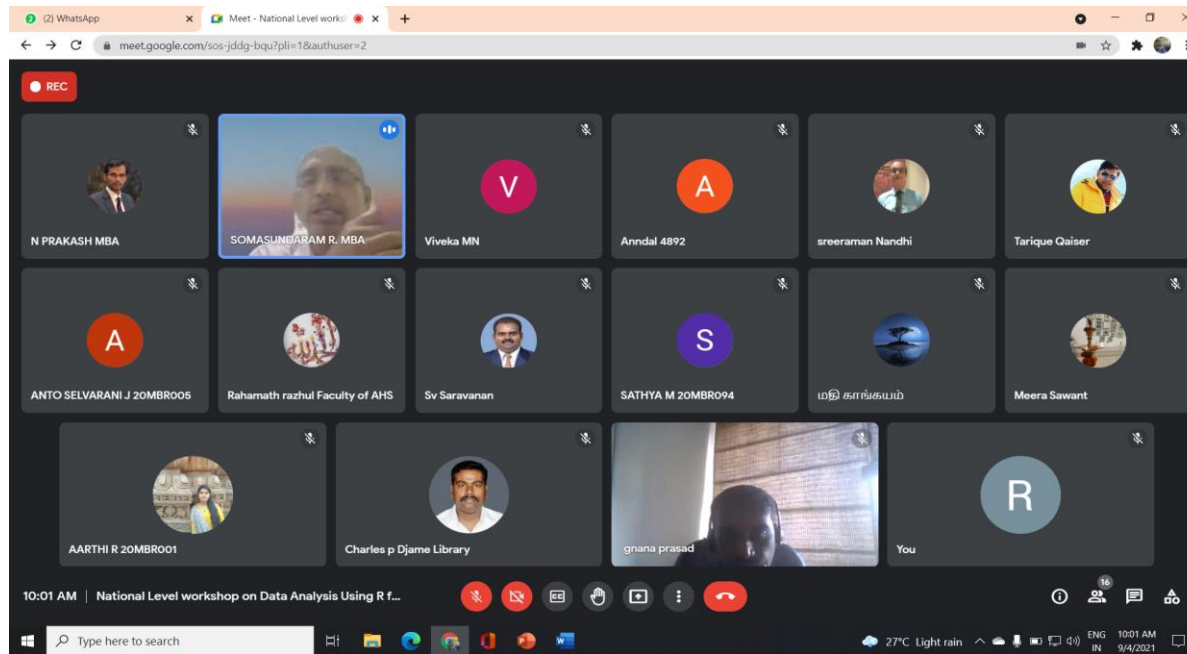 (2) WhatsApp
Meet - National Level works
meet.google.com/sos-jddg-bqu?pli=1&authuser=2
REC
N PRAKASH MBA
SOMASUNDARAM R. MBA
V
Viveka MN
A
Anndal 4892
sreeraman Nandhi
Tarique Qaiser
A
ANTO SELVARANI J 20MBR005
Rahamath razhul Faculty of AHS
Sv Saravanan
S
SATHYA M 20MBR094
மதி காங்கயம்
Meera Sawant
AARTHI R 20MBR001
Charles p Djame Library
gnana prasad
R
You
10:01 AM | National Level workshop on Data Analysis Using R f...
CC
16
Type here to search
27°C Light rain
ENG
IN
10:01 AM
9/4/2021